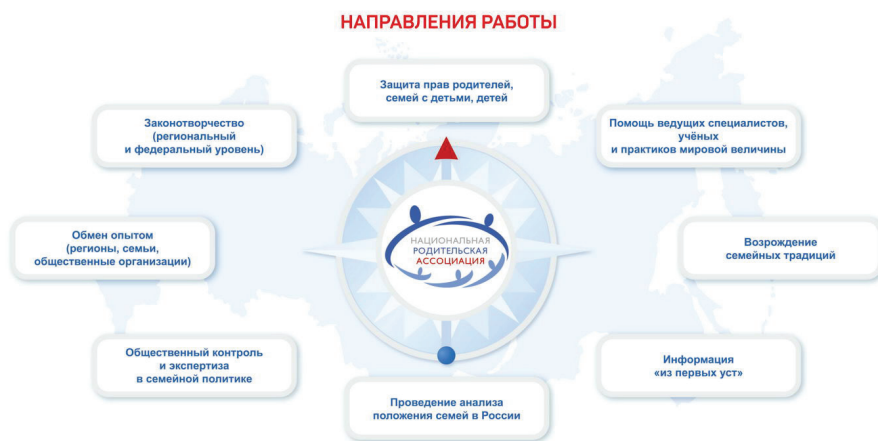 НАПРАВЛЕНИЯ РАБОТЫ
Защита прав родителей,
семей с детьми, детей
Законотворчество
(региональный
и федеральный уровень)
Помощь ведущих специалистов,
учёных
и практиков мировой величины
Обмен опытом
(регионы, семьи,
общественные организации)
НАЦИОНАЛЬНАЯ
РОДИТЕЛЬСКАЯ
АССОЦИАЦИЯ
Возрождение
семейных традиций
Общественный контроль
и экспертиза
в семейной политике
Информация
«из первых уст»
Проведение анализа
положения семей в России